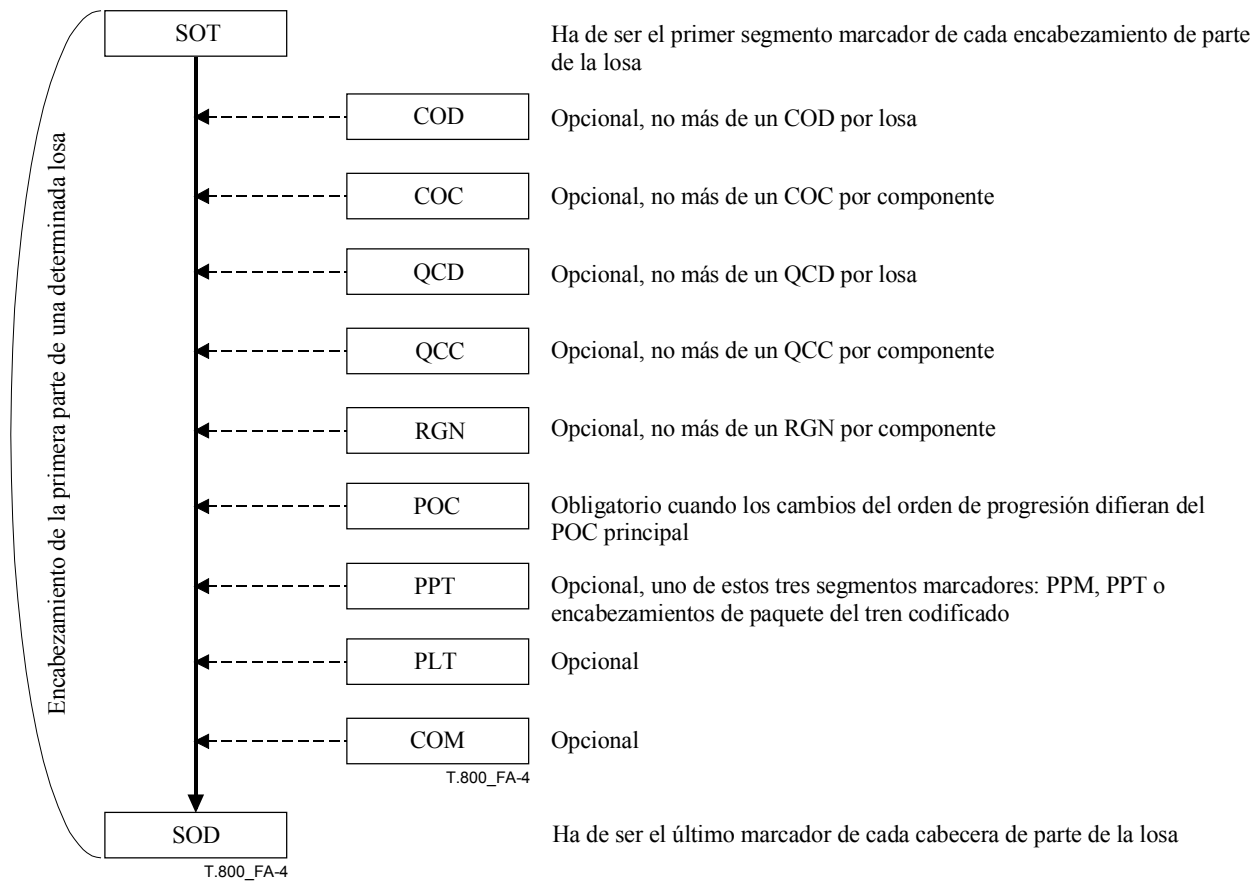 SOT
Ha de ser el primer segmento marcador de cada encabezamiento de parte
de la losa
COD
Opcional, no más de un COD por losa
COC
Opcional, no más de un COC por componente
QCD
Opcional, no más de un QCD por losa
QCC
Opcional, no más de un QCC por componente
RGN
Opcional, no más de un RGN por componente
POC
Obligatorio cuando los cambios del orden de progresión difieran del
POC principal
PPT
Opcional, uno de estos tres segmentos marcadores: PPM, PPT o
encabezamientos de paquete del tren codificado
PLT
Opcional
COM
Opcional
T.800_FA-4
SOD
Ha de ser el último marcador de cada cabecera de parte de la losa
T.800_FA-4
Encabezamiento de la primera parte de una determinada losa